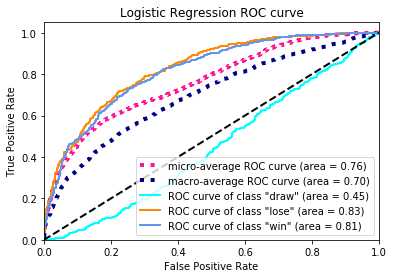 Logistic Regression ROC curve
True Positive Rate
1.0
0.8
0.6
0.4
0.2
0.0
micro-average ROC curve (area = 0.76)
macro-average ROC curve (area = 0.70)
ROC curve of class "draw" (area = 0.45)
ROC curve of class "lose" (area = 0.83)
ROC curve of class "win" (area = 0.81)
0.0 0.2 0.4 0.6 0.8 1.0
False Positive Rate